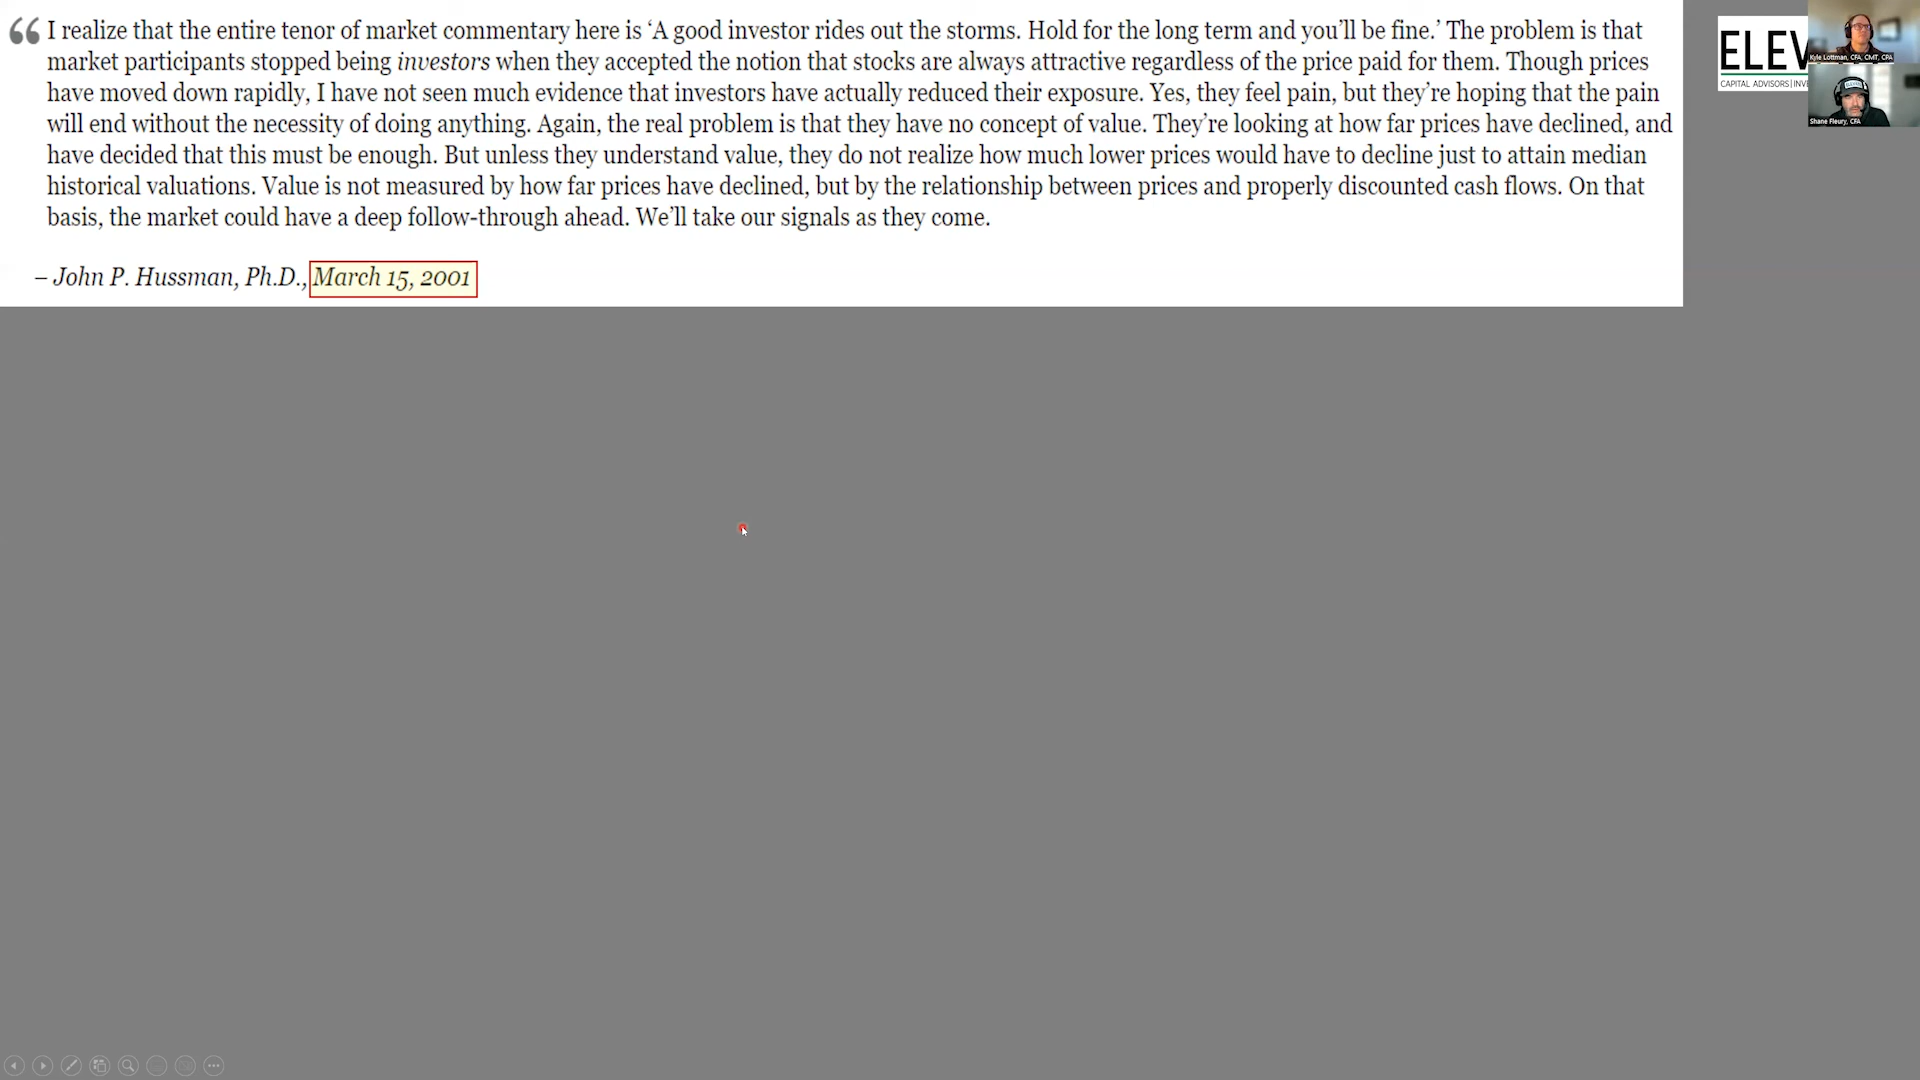 “ I realize that the entire tenor of market commentary here is ‘A good investor rides out the storms. Hold for the long term and you’ll be fine.’ The problem is that
market participants stopped being investors when they accepted the notion that stocks are always attractive regardless of the price paid for them. Though prices
have moved down rapidly, I have not seen much evidence that investors have actually reduced their exposure. Yes, they feel pain, but they’re hoping that the pain
will end without the necessity of doing anything. Again, the real problem is that they have no concept of value. They’re looking at how far prices have declined, and
have decided that this must be enough. But unless they understand value, they do not realize how much lower prices would have to decline just to attain median
historical valuations. Value is not measured by how far prices have declined, but by the relationship between prices and properly discounted cash flows. On that
basis, the market could have a deep follow-through ahead. We’ll take our signals as they come.
– John P. Hussman, Ph.D., March 15, 2001
ELEV
CAPITAL ADVISORS|INV
Kyle Lottman, CFA, CMT, CPA
Shane Fleury, CFA